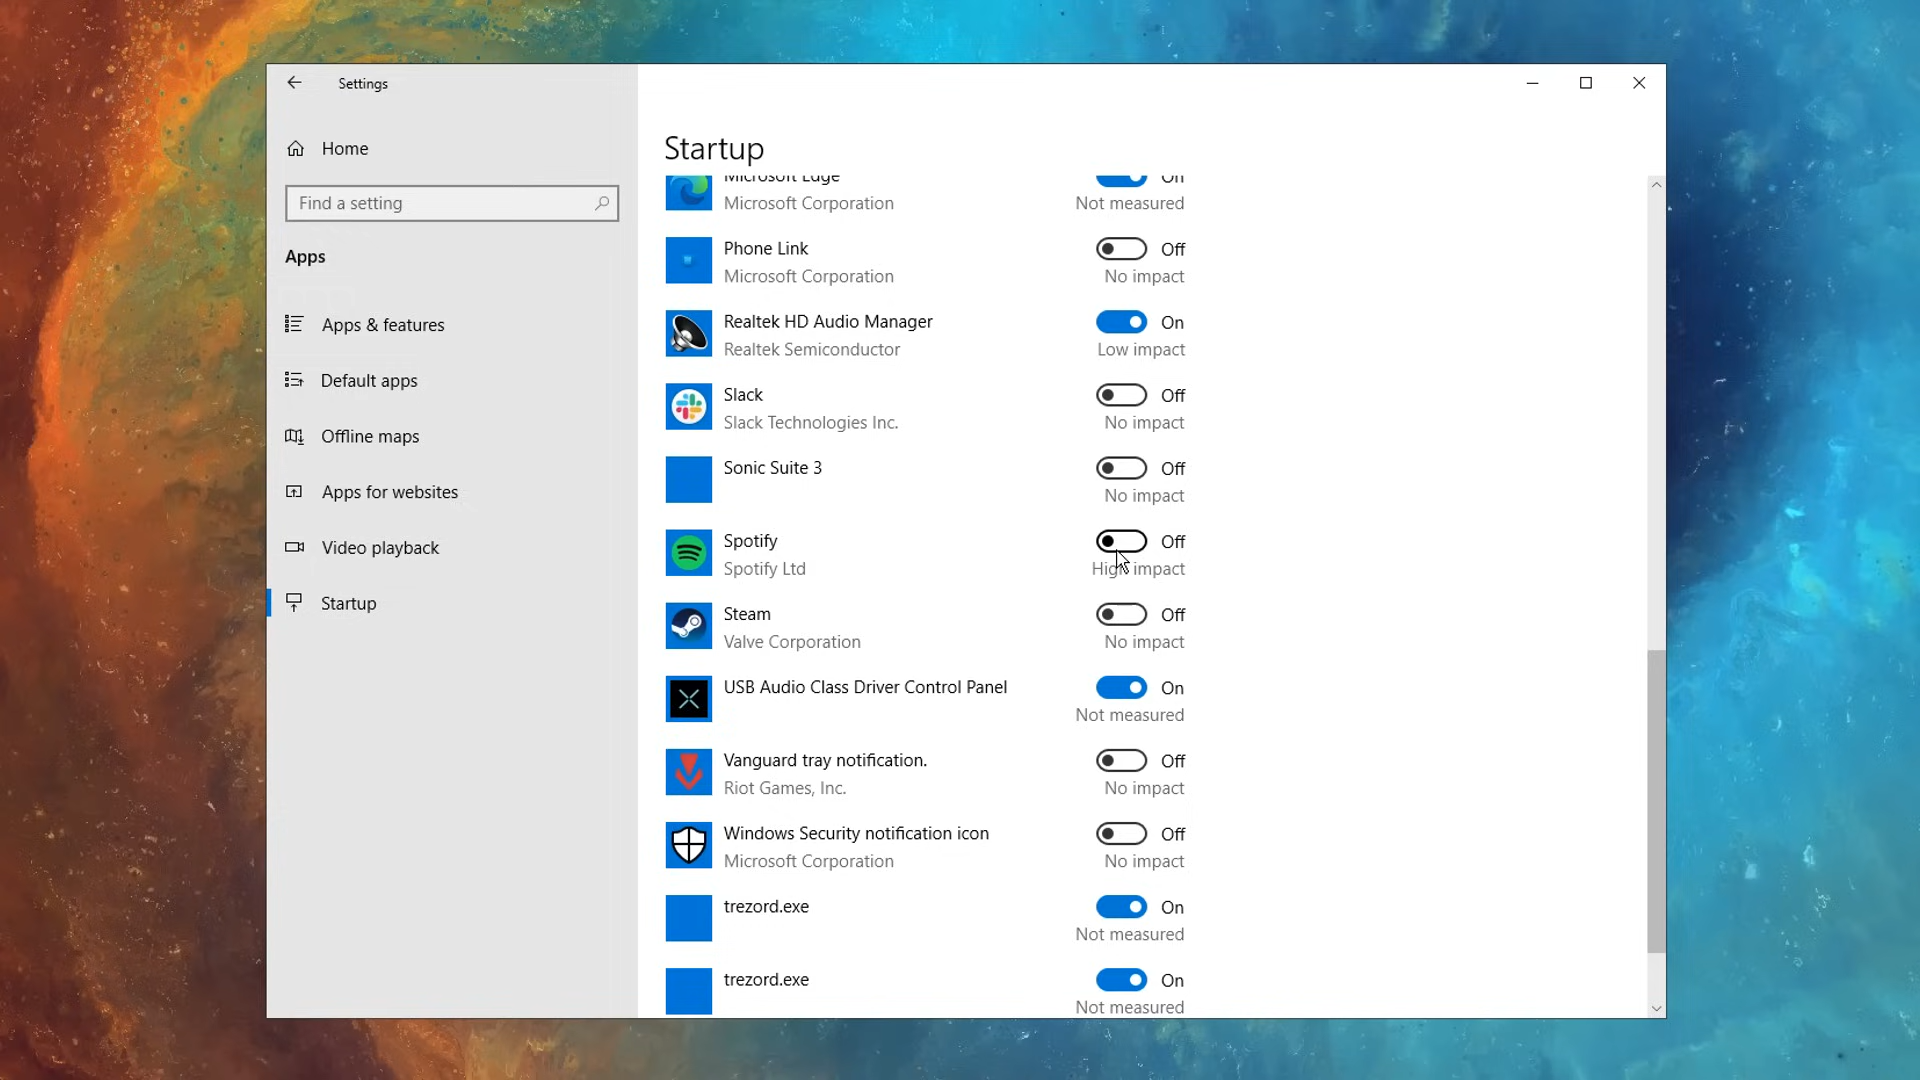 Settings
Home
Find a setting
Apps
Apps & features
Default apps
Offline maps
Apps for websites
Video playback
Startup
Startup
Microsoft Edge
On
Microsoft Corporation
Not measured
Phone Link
Off
Microsoft Corporation
No impact
Realtek HD Audio Manager
On
Realtek Semiconductor
Low impact
Slack
Off
Slack Technologies Inc.
No impact
Sonic Suite 3
Off
No impact
Spotify
Off
Spotify Ltd
High impact
Steam
Off
Valve Corporation
No impact
USB Audio Class Driver Control Panel
On
Not measured
Vanguard tray notification.
Off
Riot Games, Inc.
No impact
Windows Security notification icon
Off
Microsoft Corporation
No impact
trezord.exe
On
Not measured
trezord.exe
On
Not measured